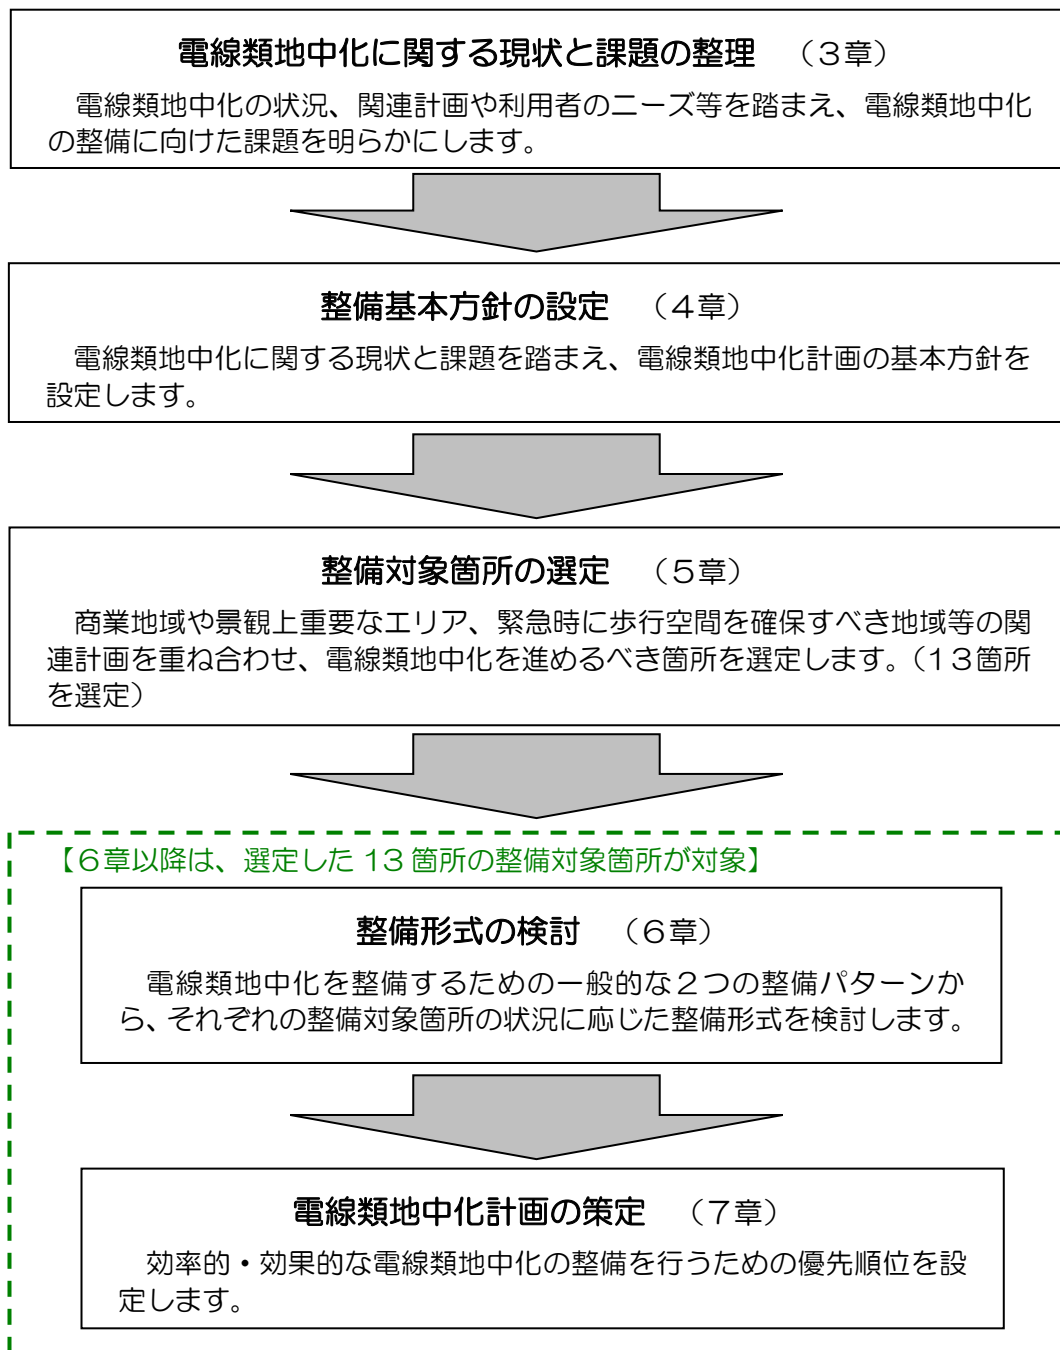 電線類地中化に関する現状と課題の整理　（３章）
電線類地中化の状況、関連計画や利用者のニーズ等を踏まえ、電線類地中化
の整備に向けた課題を明らかにします。
整備基本方針の設定　（４章）
電線類地中化に関する現状と課題を踏まえ、電線類地中化計画の基本方針を
設定します。
整備対象箇所の選定　（５章）
商業地域や景観上重要なエリア、緊急時に歩行空間を確保すべき地域等の関
連計画を重ね合わせ、電線類地中化を進めるべき箇所を選定します。（１３箇所
を選定）
【６章以降は、選定した 13 箇所の整備対象箇所が対象】
整備形式の検討　（６章）
電線類地中化を整備するための一般的な２つの整備パターンか
ら、それぞれの整備対象箇所の状況に応じた整備形式を検討します。
電線類地中化計画の策定　（７章）
効率的・効果的な電線類地中化の整備を行うための優先順位を設
定します。